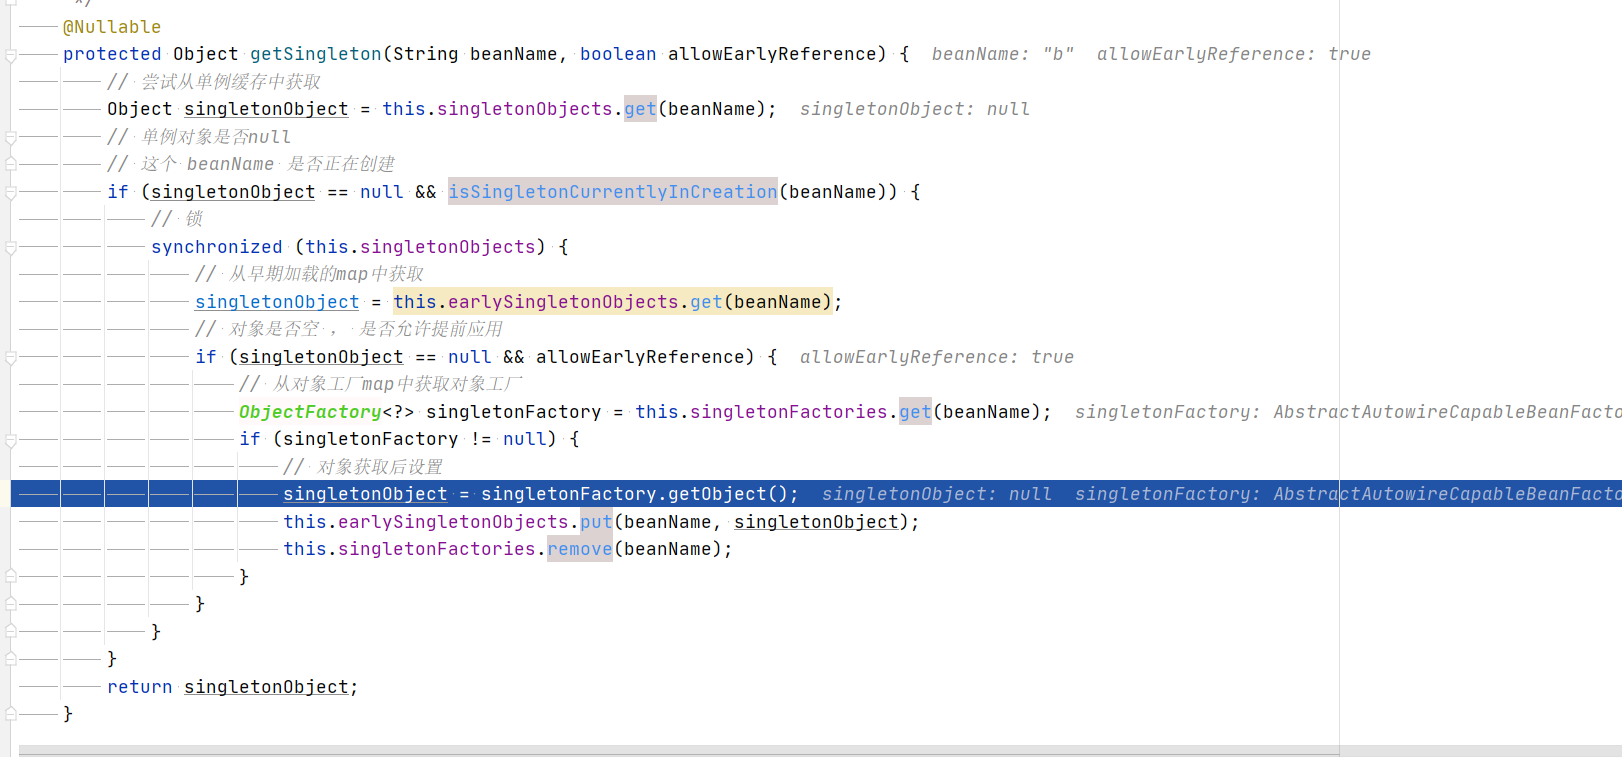 */
@Nullable
protected Object getSingleton(String beanName, boolean allowEarlyReference) { beanName: "b" allowEarlyReference: true
// 尝试从单例缓存中获取
Object singletonObject = this.singletonObjects.get(beanName); singletonObject: null
// 单例对象是否null
// 这个 beanName 是否正在创建
if (singletonObject == null && isSingletonCurrentlyInCreation(beanName)) {
// 锁
synchronized (this.singletonObjects) {
// 从早期加载的map中获取
singletonObject = this.earlySingletonObjects.get(beanName);
// 对象是否空 ， 是否允许提前应用
if (singletonObject == null && allowEarlyReference) { allowEarlyReference: true
// 从对象工厂map中获取对象工厂
ObjectFactory<?> singletonFactory = this.singletonFactories.get(beanName); singletonFactory: AbstractAutowireCapableBeanFacto
if (singletonFactory != null) {
// 对象获取后设置
singletonObject = singletonFactory.getObject(); singletonObject: null singletonFactory: AbstractAutowireCapableBeanFacto
this.earlySingletonObjects.put(beanName, singletonObject);
this.singletonFactories.remove(beanName);
}
}
}
}
return singletonObject;
}